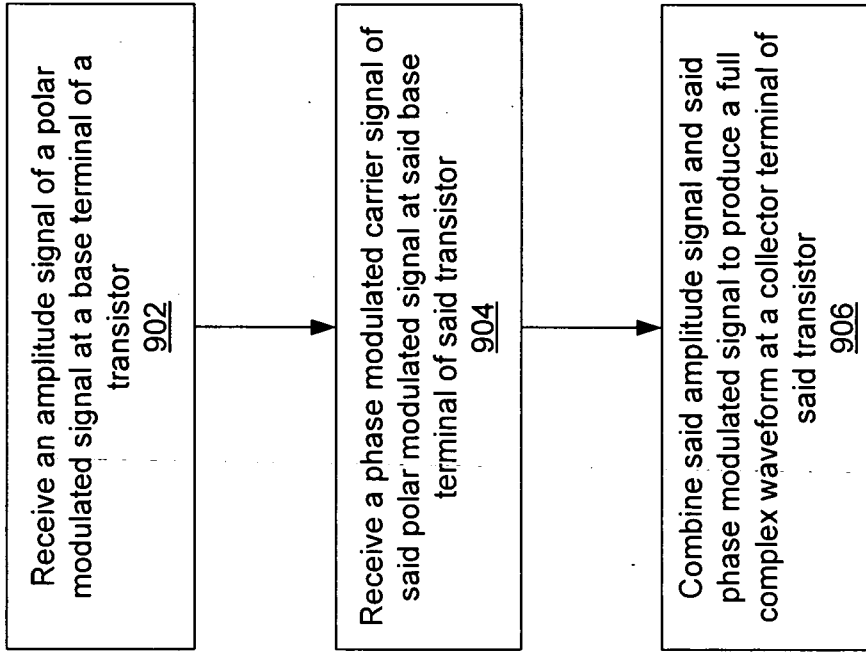 Receive an amplitude signal of a polar
modulated signal at a base terminal of a
transistor
902
Receive a phase modulated carrier signal of
said polar modulated signal at said base
terminal of said transistor
904
Combine said amplitude signal and said
phase modulated signal to produce a full
complex waveform at a collector terminal of
said transistor
906